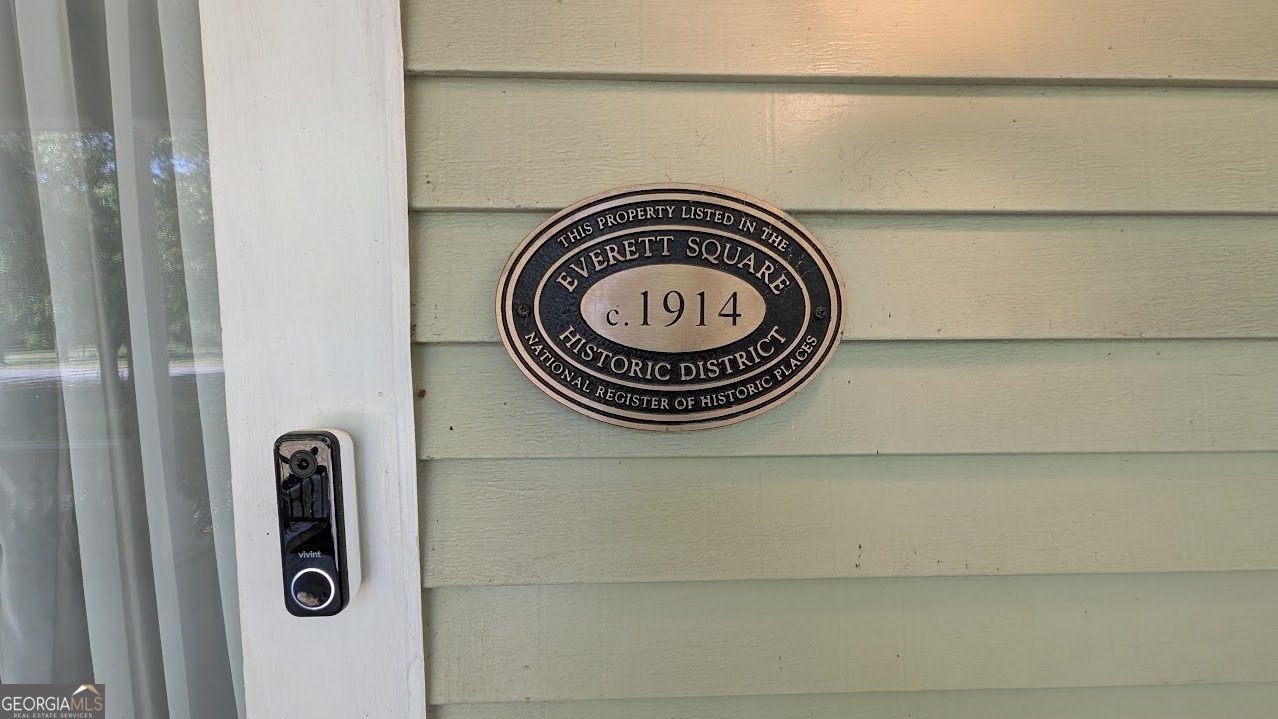 THIS PROPERTY LISTED IN THE
EVERETT SQUARE
c. 1914
HISTORIC DISTRICT
NATIONAL REGISTER OF HISTORIC PLACES
vivint
GEORGIAMLS
REAL ESTATE SERVICES